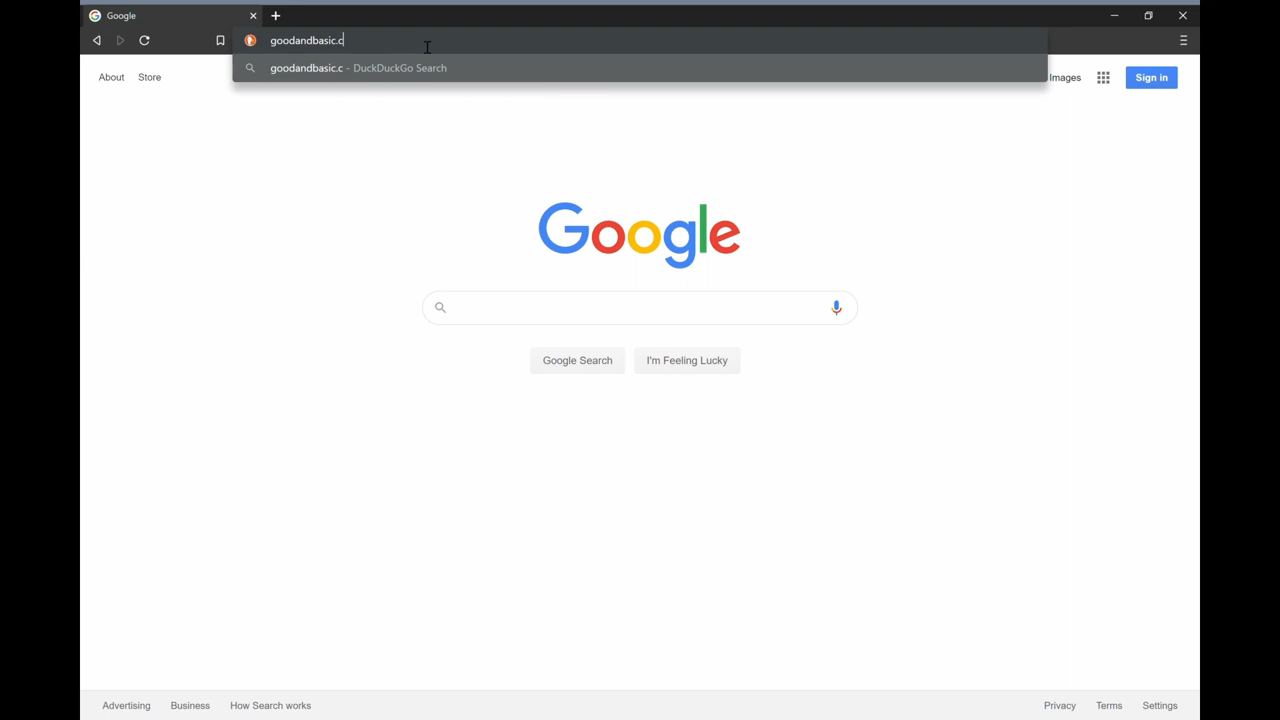 Google
goodandbasic.c
goodandbasic.c - DuckDuckGo Search
About Store Images Sign in
Google
Google Search I'm Feeling Lucky
Advertising Business How Search works Privacy Terms Settings